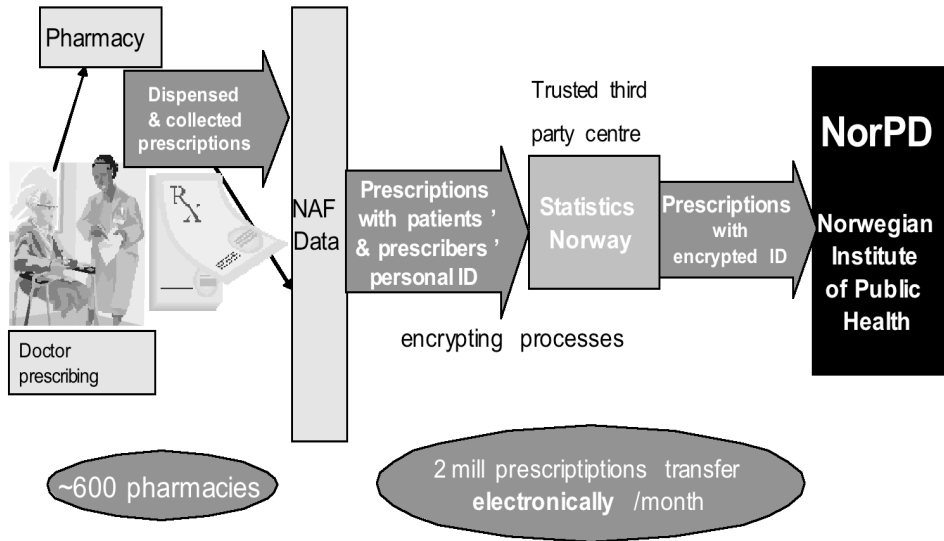 Pharmacy
Dispensed
& collected
prescriptions
Rx
Doctor
prescribing
NAF
Data
Prescriptions
with patients’
& prescribers’
personal ID
Trusted third
party centre
Statistics
Norway
encrypting processes
Prescriptions
with
encrypted ID
NorPD
Norwegian
Institute
of Public
Health
~600 pharmacies
2 mill prescriptiptions transfer
electronically /month